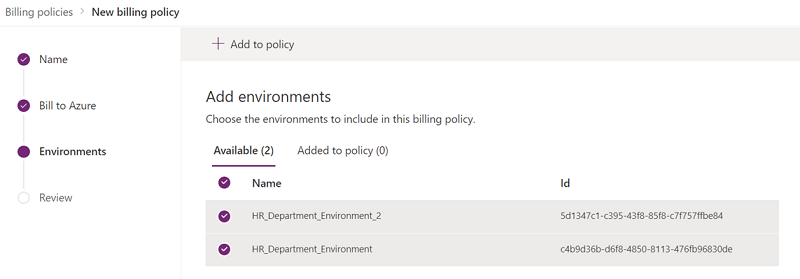 Billing policies > New billing policy
Name
Bill to Azure
Environments
Review
+ Add to policy
Add environments
Choose the environments to include in this billing policy.
Available (2) Added to policy (0)
Name Id
HR_Department_Environment_2 5d1347c1-c395-43f8-85f8-c7f757ffbe84
HR_Department_Environment c4b9d36b-d6f8-4850-8113-476fb96830de